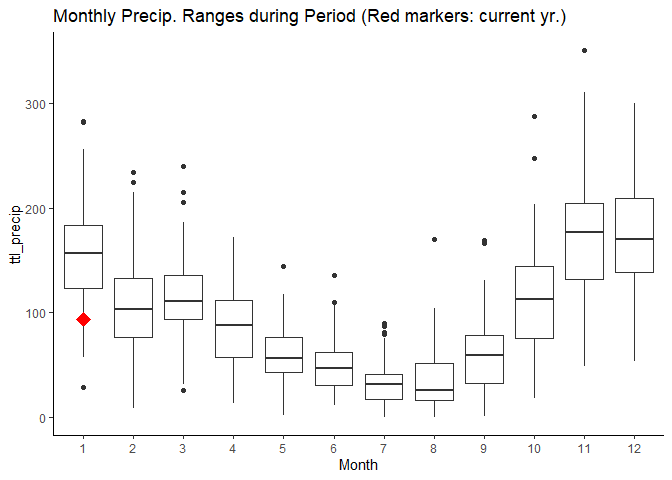 Monthly Precip. Ranges during Period (Red markers: current yr.)
ttl_precip
300
200
100
0
1 2 3 4 5 6 7 8 9 10 11 12
Month